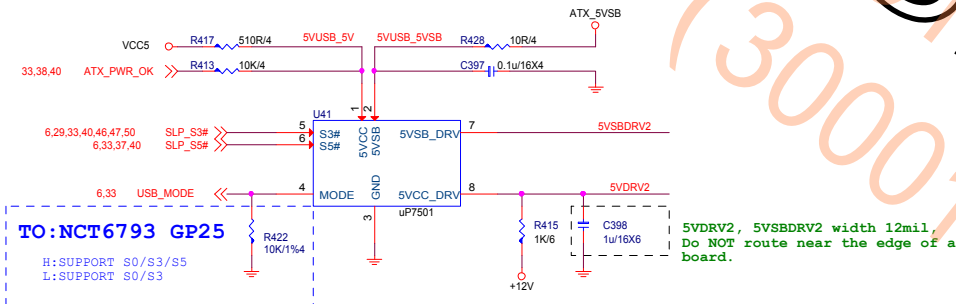 ATX_5VSB
VCC5 R417 510R/4 5VUSB_5V 5VUSB_5VSB R428 10R/4
33,38,40 ATX_PWR_OK R413 10K/4 C397 0.1u/16X4
U41
1 2
6,29,33,40,46,47,50 SLP_S3# 5 S3# 5VCC 5VSB 5VSB_DRV 7 5VSBDRV2
6,33,37,40 SLP_S5# 6 S5#
6,33 USB_MODE 4 MODE GND 5VCC_DRV 8 5VDRV2
3 uP7501
TO:NCT6793 GP25
H:SUPPORT S0/S3/S5
L:SUPPORT S0/S3
R422
10K/1%4
R415
1K/6
+12V
C398
1u/16X6
5VDRV2, 5VSBDRV2 width 12mil,
Do NOT route near the edge of a
board.
(3000